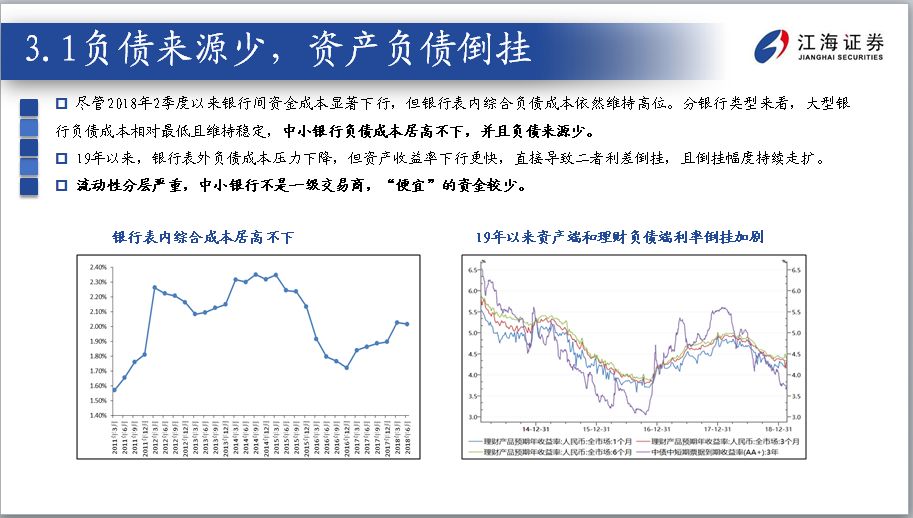 3.1负债来源少，资产负债倒挂
江海证券
JIANGHAI SECURITIES
尽管2018年2季度以来银行间资金成本显著下行，但银行表内综合负债成本依然维持高位。分银行类型来看，大型银
行负债成本相对最低且维持稳定，中小银行负债成本居高不下，并且负债来源少。
19年以来，银行表外负债成本压力下降，但资产收益率下行更快，直接导致二者利差倒挂，且倒挂幅度持续走扩。
流动性分层严重，中小银行不是一级交易商，“便宜”的资金较少。
银行表内综合成本居高不下
2.40%
2.30%
2.20%
2.10%
2.00%
1.90%
1.80%
1.70%
1.60%
1.50%
1.40%
2011年3月
2011年6月
2011年9月
2011年12月
2012年3月
2012年6月
2012年9月
2012年12月
2013年3月
2013年6月
2013年9月
2013年12月
2014年3月
2014年6月
2014年9月
2014年12月
2015年3月
2015年6月
2015年9月
2015年12月
2016年3月
2016年6月
2016年9月
2016年12月
2017年3月
2017年6月
2017年9月
2017年12月
2018年3月
2018年6月
19年以来资产端和理财负债端利率倒挂加剧
%
%
6.5
6.5
6.0
6.0
5.5
5.5
5.0
5.0
4.5
4.5
4.0
4.0
3.5
3.5
3.0
3.0
14-12-31
15-12-31
16-12-31
17-12-31
18-12-31
理财产品预期年收益率:人民币:全市场:1个月
理财产品预期年收益率:人民币:全市场:3个月
理财产品预期年收益率:人民币:全市场:6个月
中债中短期票据到期收益率(AA+):3年